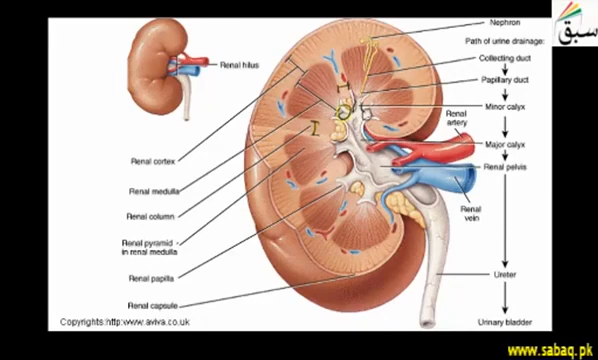 Nephron
سبق
Path of urine drainage:
Collecting duct
Renal hilus
Papillary duct
Minor calyx
Renal
artery
Major calyx
Renal cortex
Renal pelvis
Renal medulla
Renal column
Renal
vein
Renal pyramid
in renal medulla
Renal papilla
Ureter
Renal capsule
Copyrights:http:www.aviva.co.uk
Urinary bladder
www.sabaq.pk